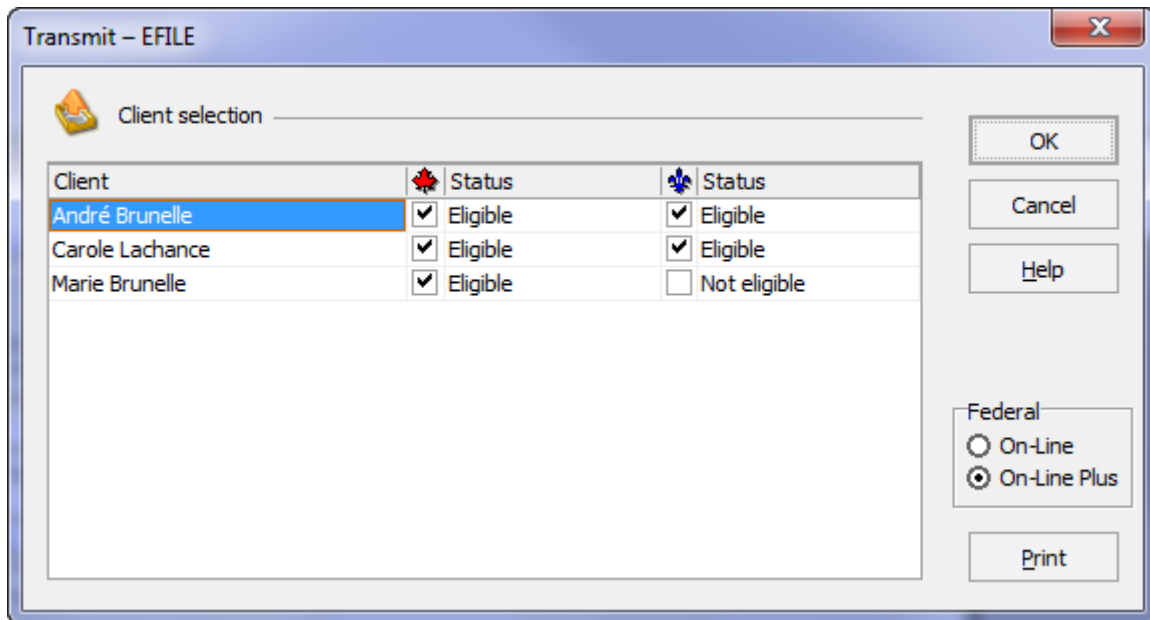 Transmit – EFILE
X
Client selection
OK
Cancel
Help
Client Status Status
André Brunelle Eligible Eligible
Carole Lachance Eligible Eligible
Marie Brunelle Eligible Not eligible
Federal
On-Line
On-Line Plus
Print